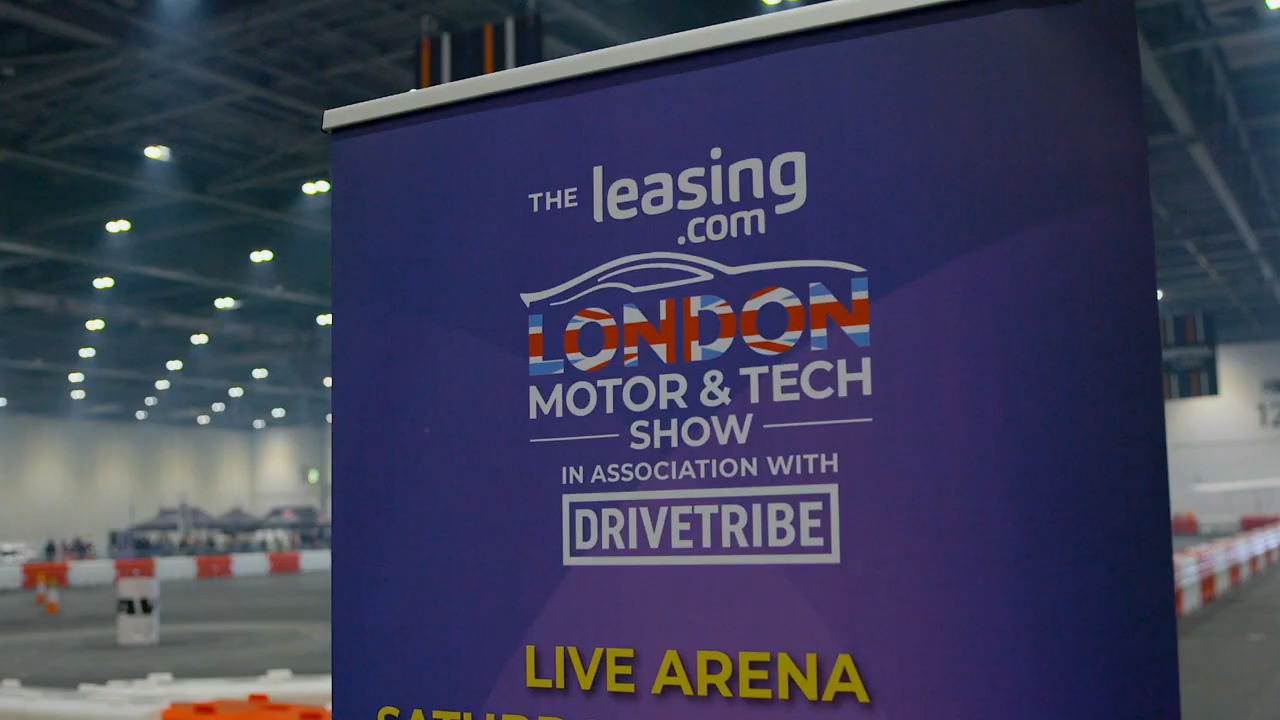 THE leasing
.com
LONDON
MOTOR & TECH
SHOW
IN ASSOCIATION WITH
DRIVETRIBE
LIVE ARENA